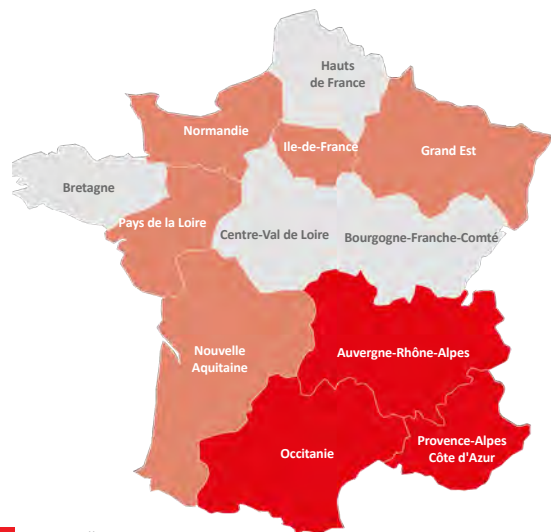 Hauts
de France
Normandie
Ile-de-France
Grand Est
Bretagne
Pays de la Loire
Centre-Val de Loire
Bourgogne-Franche-Comté
Nouvelle
Aquitaine
Auvergne-Rhône-Alpes
Provence-Alpes
Côte d'Azur
Occitanie